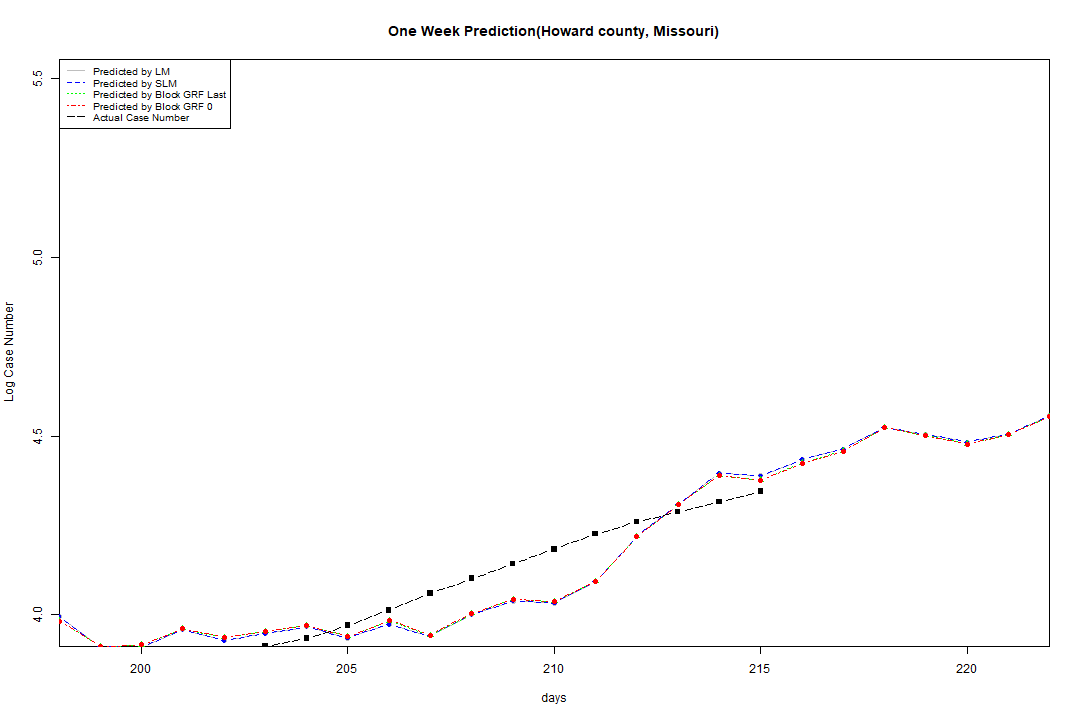 One Week Prediction(Howard county, Missouri)
Predicted by LM
Predicted by SLM
Predicted by Block GRF Last
Predicted by Block GRF 0
Actual Case Number
5.5
5.0
4.5
4.0
Log Case Number
200 205 210 215 220
days